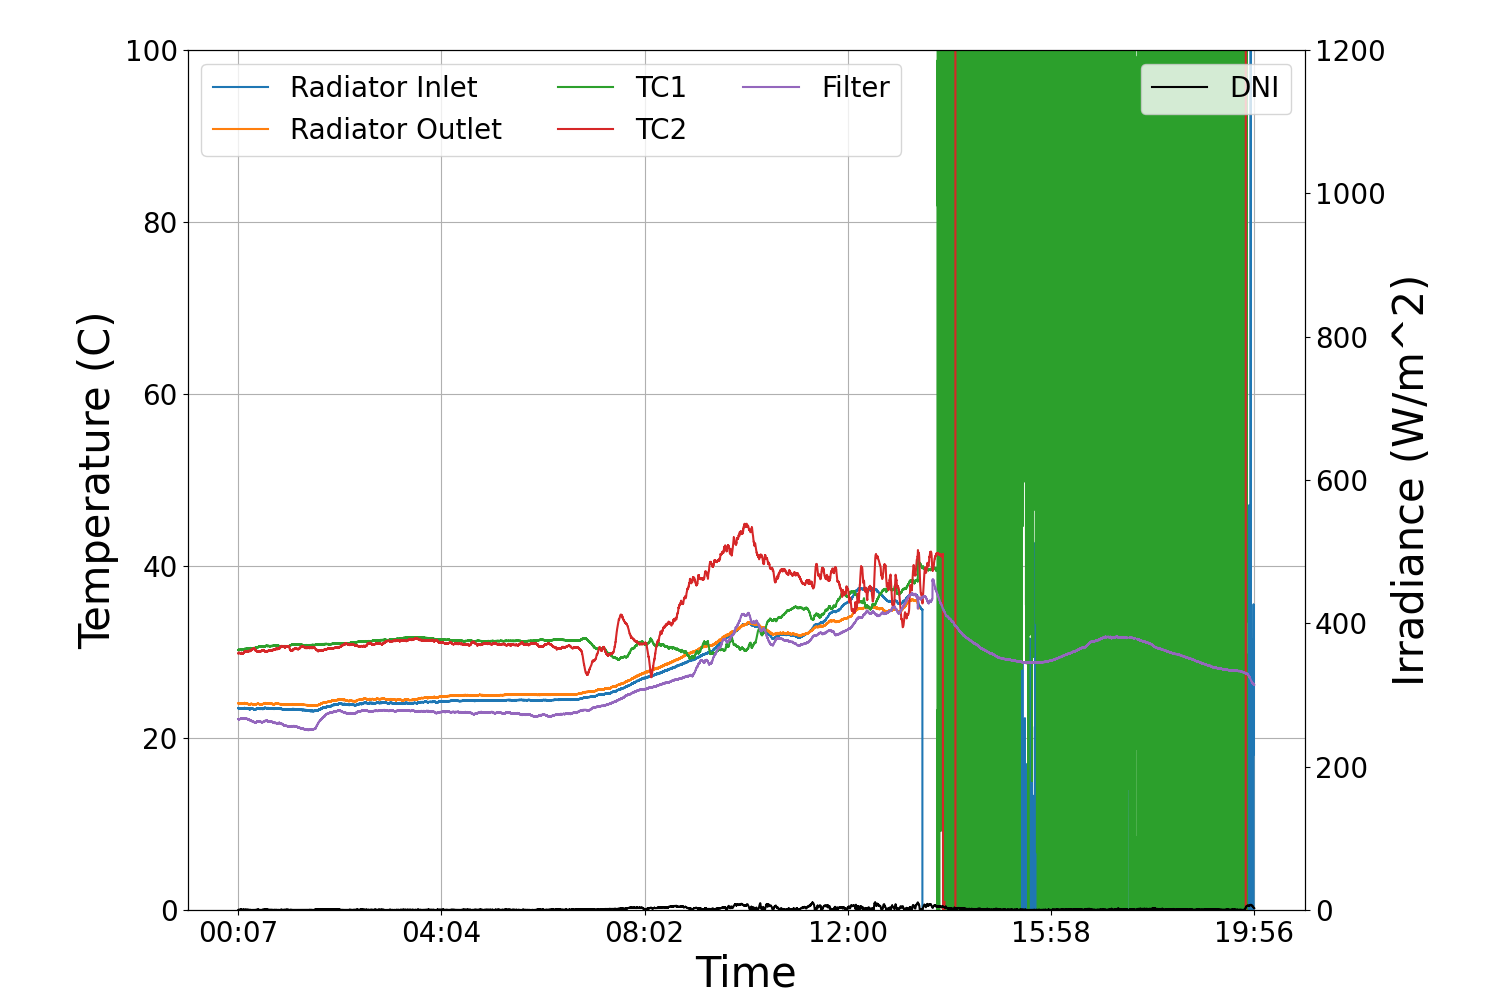 Radiator Inlet
Radiator Outlet
TC1
TC2
Filter
DNI
Temperature (C)
100
80
60
40
20
0
Irradiance (W/m^2)
1200
1000
800
600
400
200
0
00:07 04:04 08:02 12:00 15:58 19:56
Time